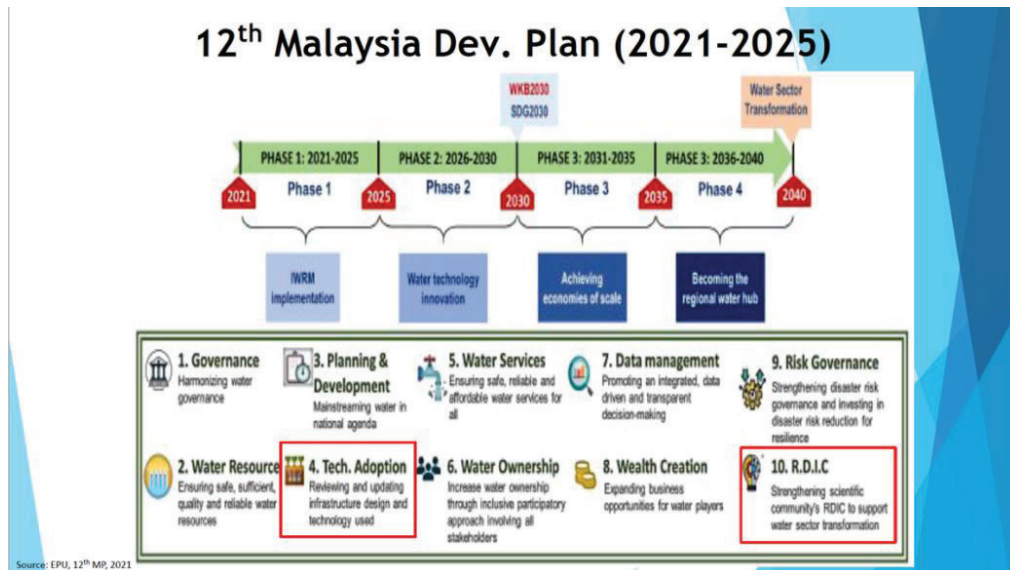 12th Malaysia Dev. Plan (2021-2025)
WKB2030
SDG2030
Water Sector
Transformation
PHASE 1: 2021-2025
PHASE 2: 2026-2030
PHASE 3: 2031-2035
PHASE 3: 2036-2040
Phase 1
Phase 2
Phase 3
Phase 4
2021
2025
2030
2035
2040
IWRM
implementation
Water technology
innovation
Achieving
economies of scale
Becoming the
regional water hub
1. Governance
Harmonizing water
governance
3. Planning &
Development
Mainstreaming water in
national agenda
5. Water Services
Ensuring safe, reliable and
affordable water services for
all
7. Data management
Promoting an integrated, data
driven and transparent
decision-making
9. Risk Governance
Strengthening disaster risk
governance and investing in
disaster risk reduction for
resilience
2. Water Resource
Ensuring safe, sufficient,
quality and reliable water
resources
4. Tech. Adoption
Reviewing and updating
infrastructure design and
technology used
6. Water Ownership
Increase water ownership
through inclusive participatory
approach involving all
stakeholders
8. Wealth Creation
Expanding business
opportunities for water players
10. R.D.I.C
Strengthening scientific
community's RDIC to support
water sector transformation
Source: EPU, 12th MP, 2021